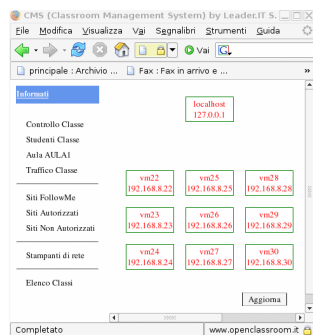 CMS (Classroom Management System) by Leader.IT S.
File Modifica Visualizza Vai Segnalibri Strumenti Guida
Vai
principale : Archivio ... Fax : Fax in arrivo e ... »
Informati
localhost
127.0.0.1
Controllo Classe
Studenti Classe
Aula AULA1
Traffico Classe
vm22 vm25 vm28
192.168.8.22 192.168.8.25 192.168.8.28
Siti FollowMe
Siti Autorizzati
Siti Non Autorizzati
vm23 vm26 vm29
192.168.8.23 192.168.8.26 192.168.8.29
Stampanti di rete
vm24 vm27 vm30
192.168.8.24 192.168.8.27 192.168.8.30
Elenco Classi
Aggiorna
Completato www.openclassroom.it